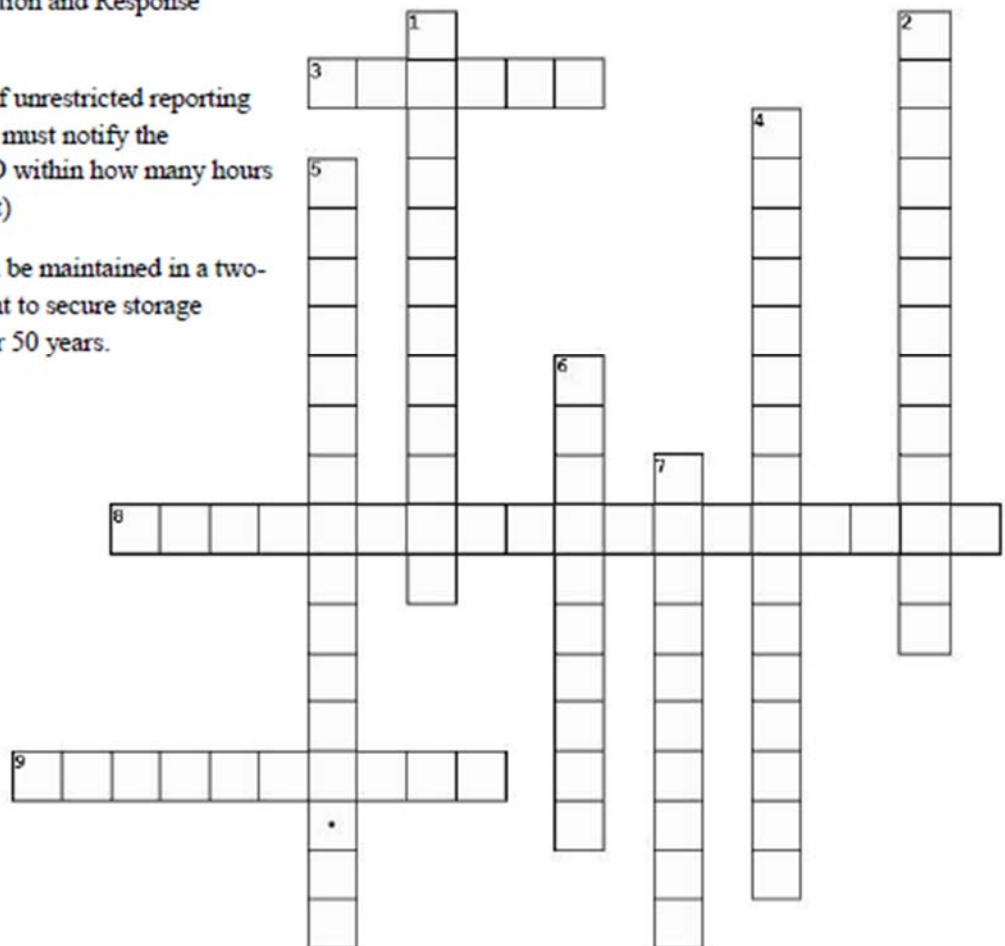 and Response
f unrestricted reporting
must notify the
within how many hours
)
be maintained in a two-
to secure storage
r 50 years.
1
2
3
4
5
6
7
8
9